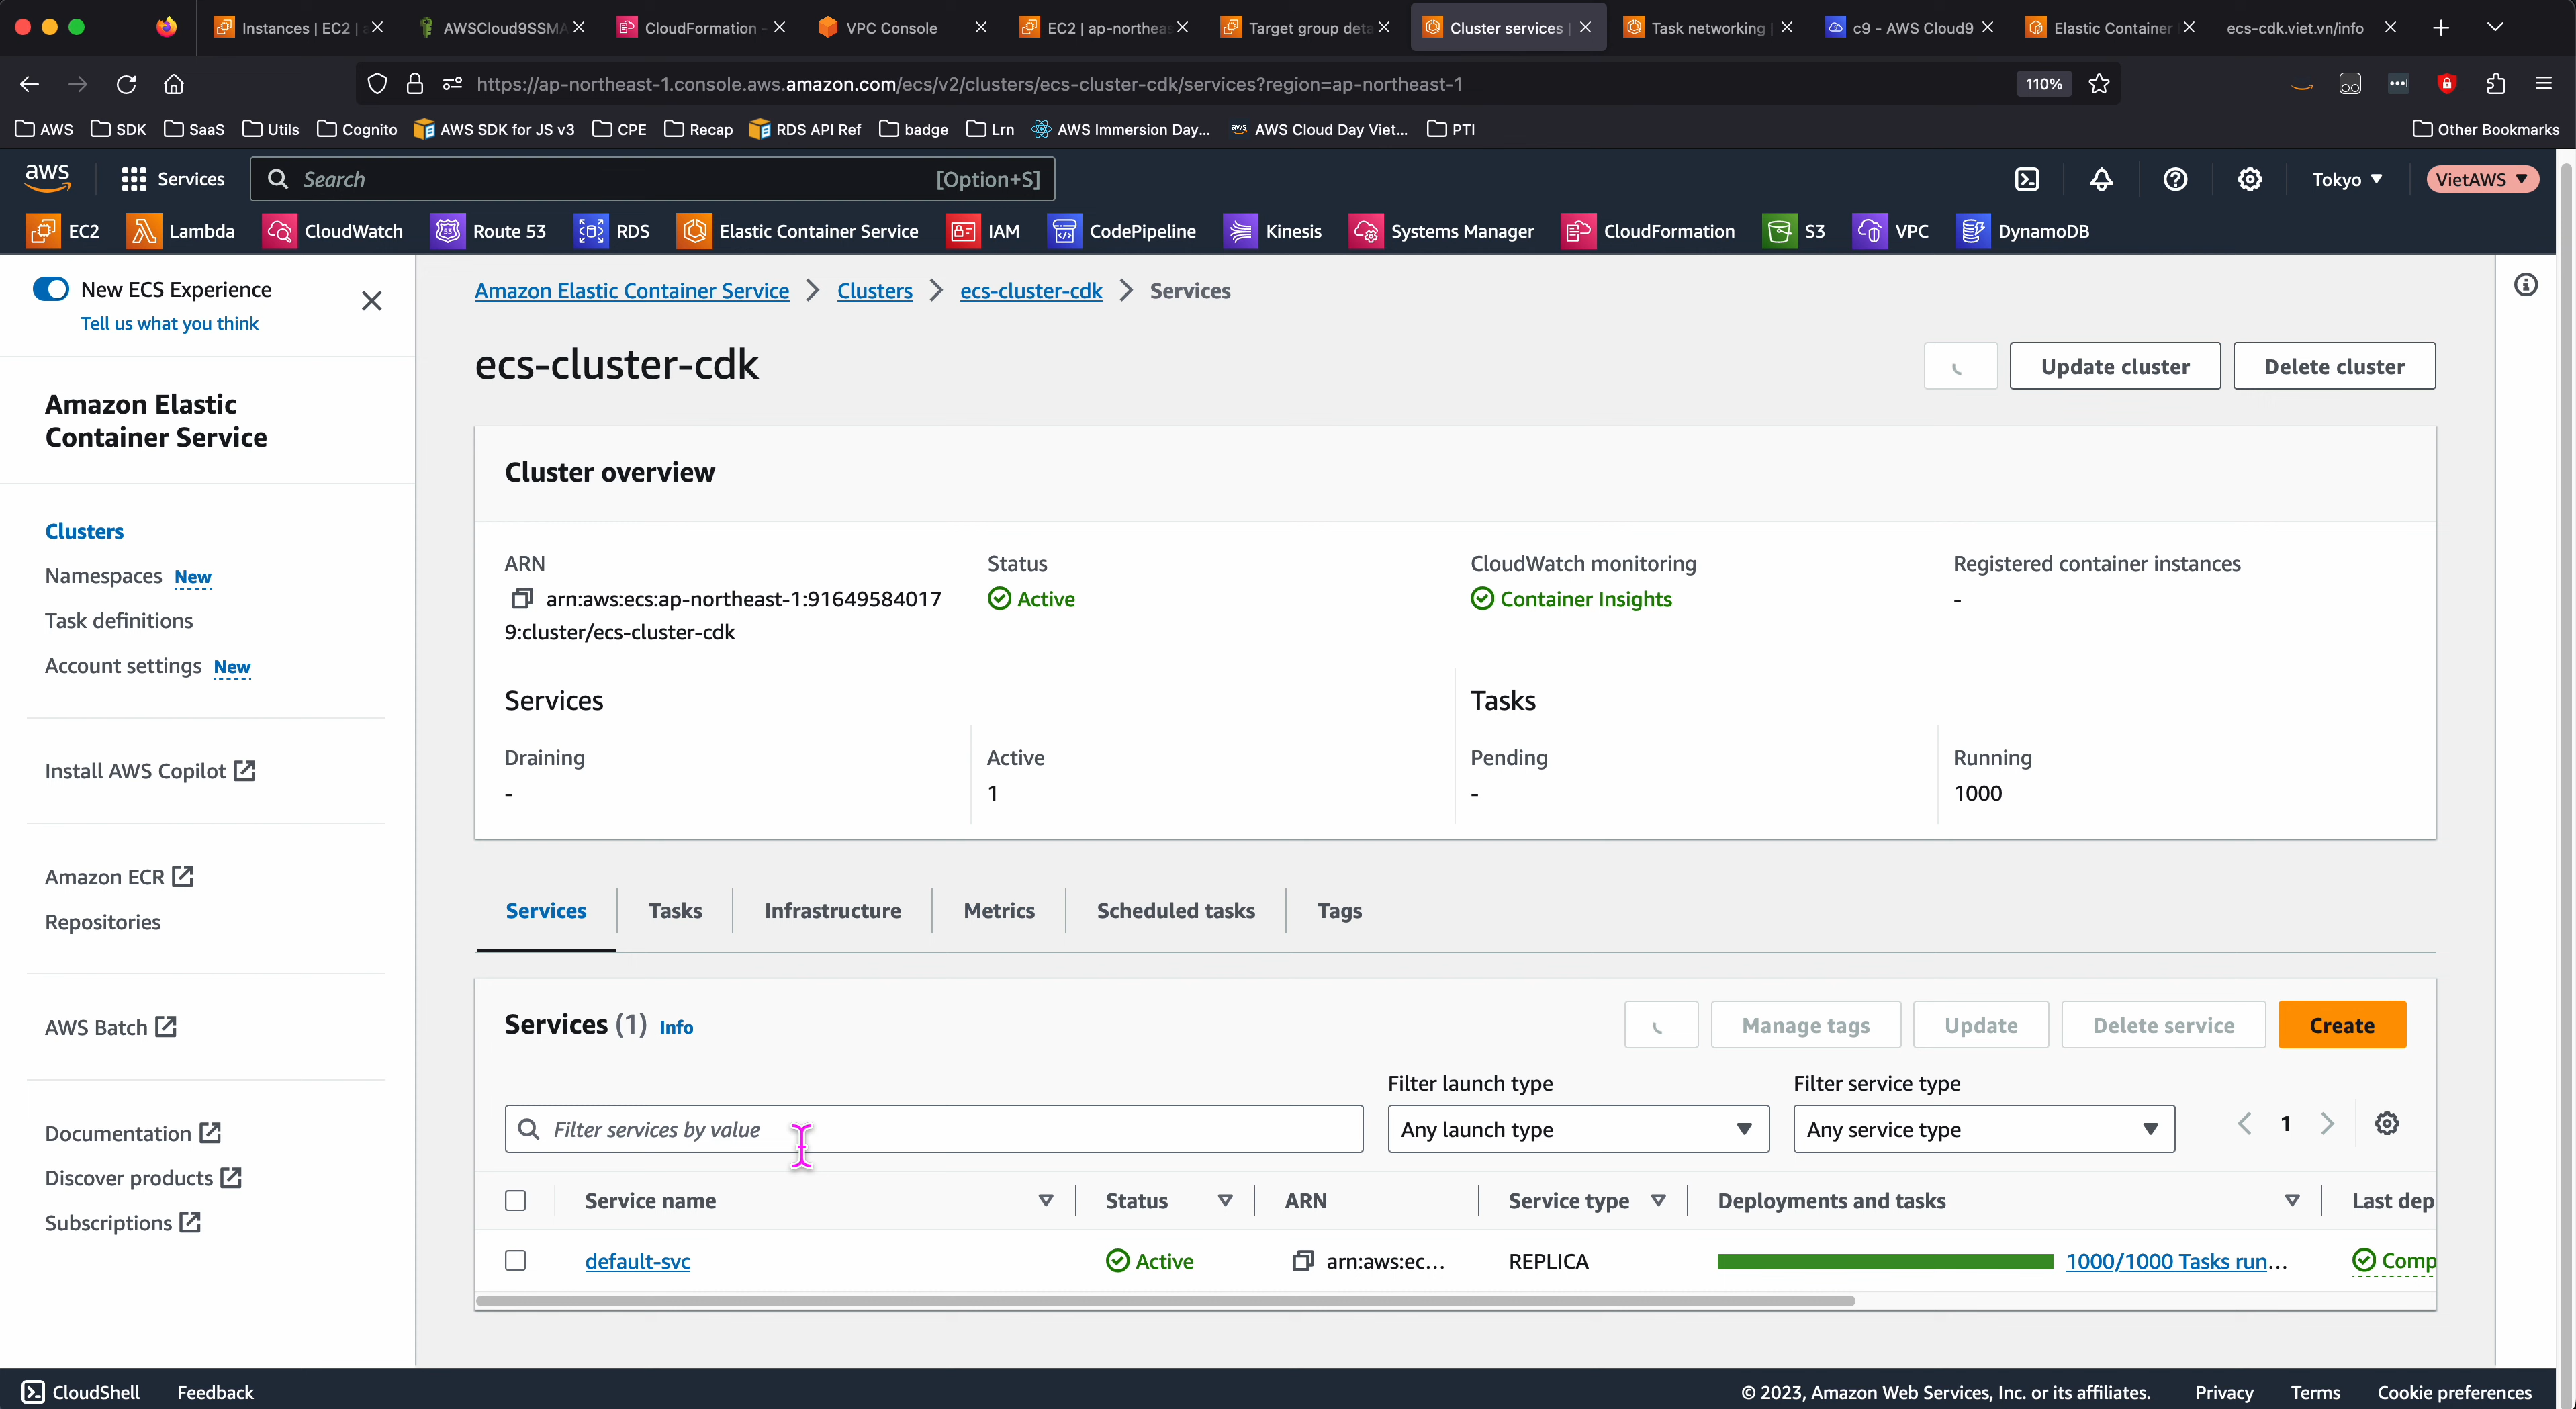 Instances | EC2 | a
AWSCloud9SSMA
CloudFormation -
VPC Console
EC2 | ap-northeas
Target group deta
Cluster services |
Task networking |
c9 - AWS Cloud9
Elastic Container
ecs-cdk.viet.vn/info
https://ap-northeast-1.console.aws.amazon.com/ecs/v2/clusters/ecs-cluster-cdk/services?region=ap-northeast-1
110%
AWS
SDK
SaaS
Utils
Cognito
AWS SDK for JS v3
CPE
Recap
RDS API Ref
badge
Lrn
AWS Immersion Day...
AWS Cloud Day Viet...
PTI
Other Bookmarks
aws
Services
Search
[Option+S]
Tokyo
VietAWS
EC2
Lambda
CloudWatch
Route 53
RDS
Elastic Container Service
IAM
CodePipeline
Kinesis
Systems Manager
CloudFormation
S3
VPC
DynamoDB
New ECS Experience
Tell us what you think
Amazon Elastic
Container Service
Clusters
Namespaces New
Task definitions
Account settings New
Install AWS Copilot
Amazon ECR
Repositories
AWS Batch
Documentation
Discover products
Subscriptions
Amazon Elastic Container Service > Clusters > ecs-cluster-cdk > Services
ecs-cluster-cdk
Update cluster
Delete cluster
Cluster overview
ARN
arn:aws:ecs:ap-northeast-1:91649584017
9:cluster/ecs-cluster-cdk
Status
Active
CloudWatch monitoring
Container Insights
Registered container instances
-
Services
Draining
-
Active
1
Tasks
Pending
-
Running
1000
Services
Tasks
Infrastructure
Metrics
Scheduled tasks
Tags
Services (1) Info
Manage tags
Update
Delete service
Create
Filter launch type
Filter service type
Filter services by value
Any launch type
Any service type
1
Service name
Status
ARN
Service type
Deployments and tasks
Last dep
default-svc
Active
arn:aws:ec...
REPLICA
1000/1000 Tasks run...
Comp
CloudShell
Feedback
© 2023, Amazon Web Services, Inc. or its affiliates.
Privacy
Terms
Cookie preferences